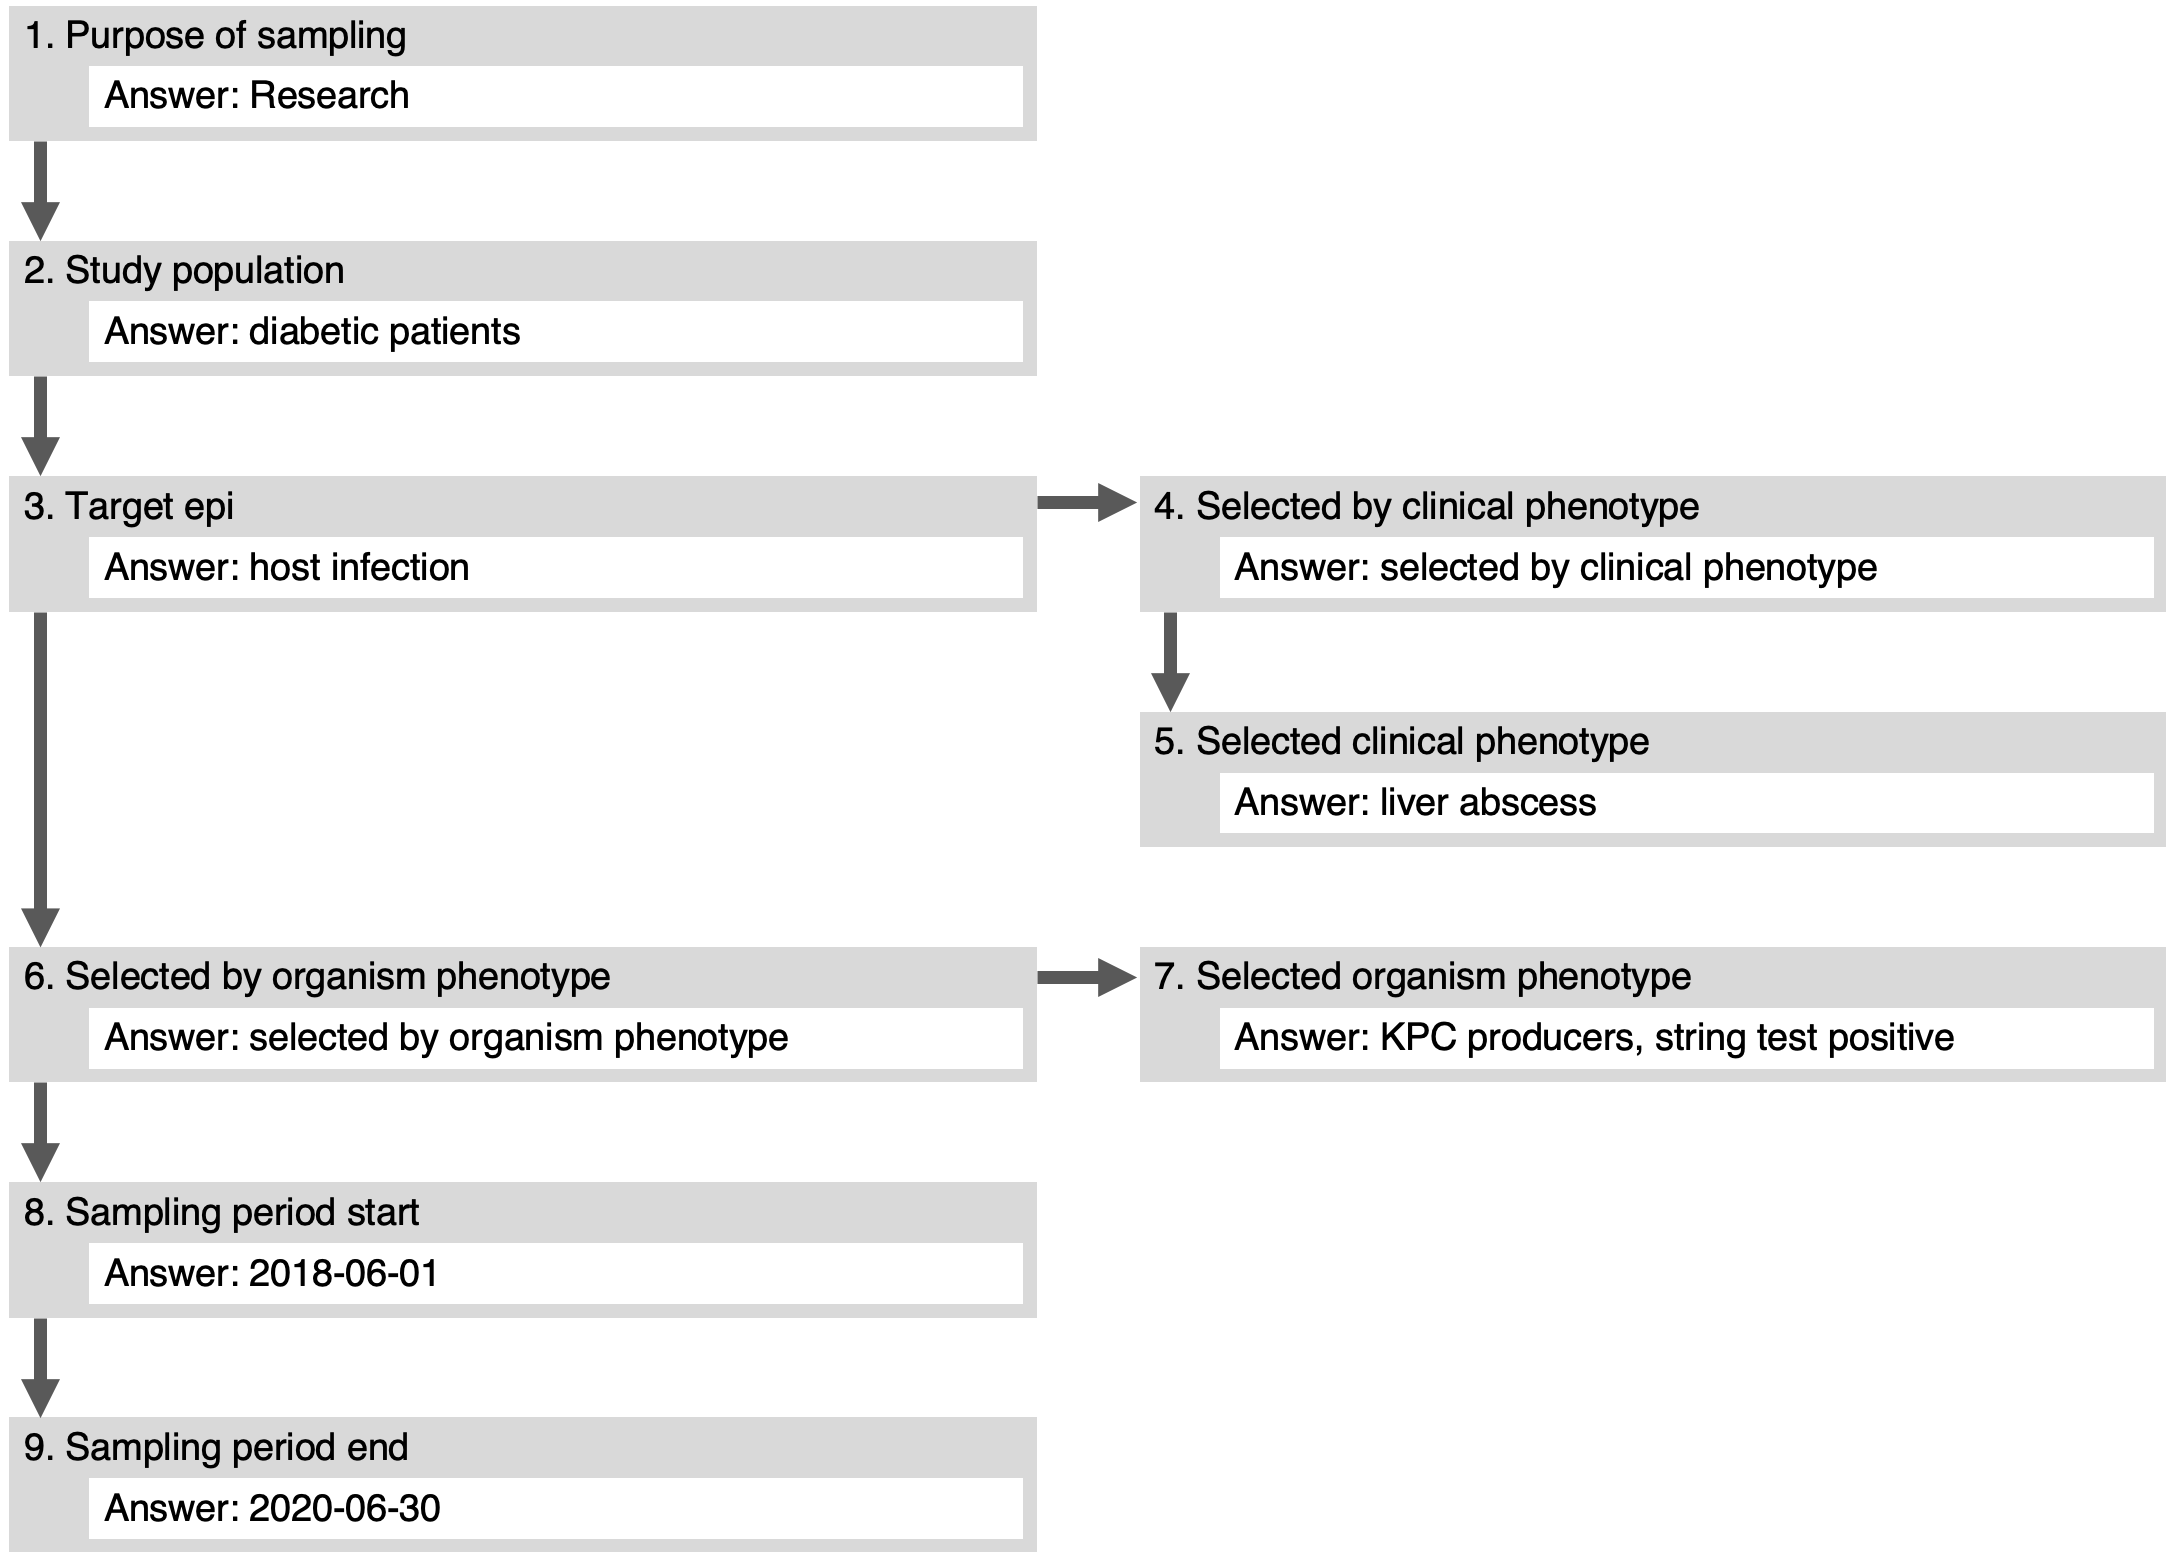 1. Purpose of sampling
Answer: Research
2. Study population
Answer: diabetic patients
3. Target epi
Answer: host infection
4. Selected by clinical phenotype
Answer: selected by clinical phenotype
5. Selected clinical phenotype
Answer: liver abscess
6. Selected by organism phenotype
Answer: selected by organism phenotype
7. Selected organism phenotype
Answer: KPC producers, string test positive
8. Sampling period start
Answer: 2018-06-01
9. Sampling period end
Answer: 2020-06-30